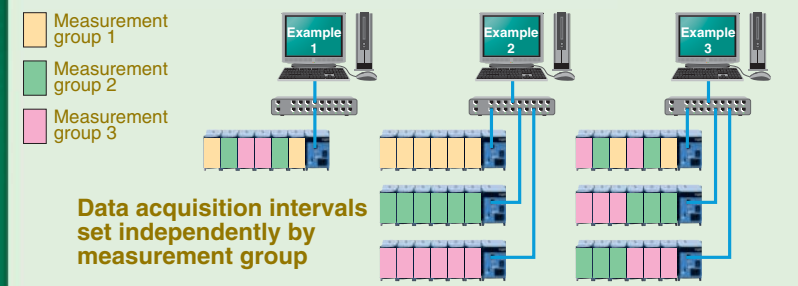 Measurement
group 1
Measurement
group 2
Measurement
group 3
Example
1
Example
2
Example
3
Data acquisition intervals
set independently by
measurement group